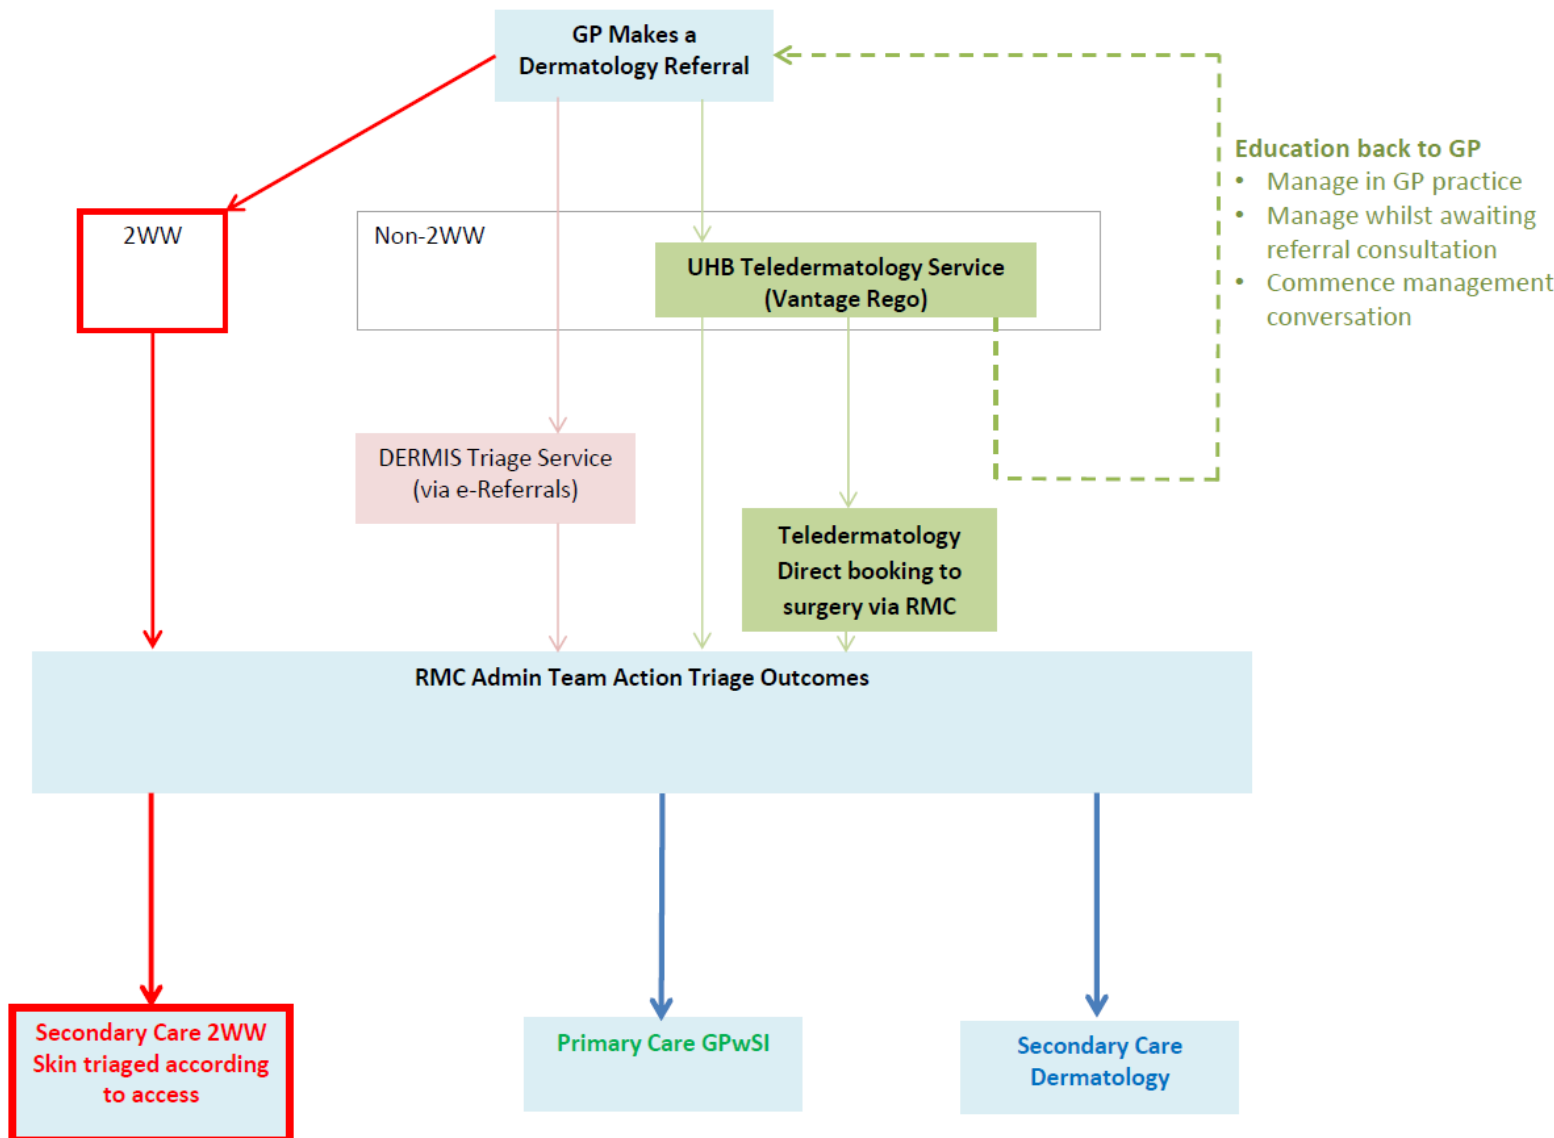 GP Makes a
Dermatology Referral
Education back to GP
• Manage in GP practice
• Manage whilst awaiting
referral consultation
• Commence management
conversation
2WW
Non-2WW
UHB Teledermatology Service
(Vantage Rego)
DERMIS Triage Service
(via e-Referrals)
Teledermatology
Direct booking to
surgery via RMC
RMC Admin Team Action Triage Outcomes
Secondary Care 2WW
Skin triaged according
to access
Primary Care GPwSI
Secondary Care
Dermatology